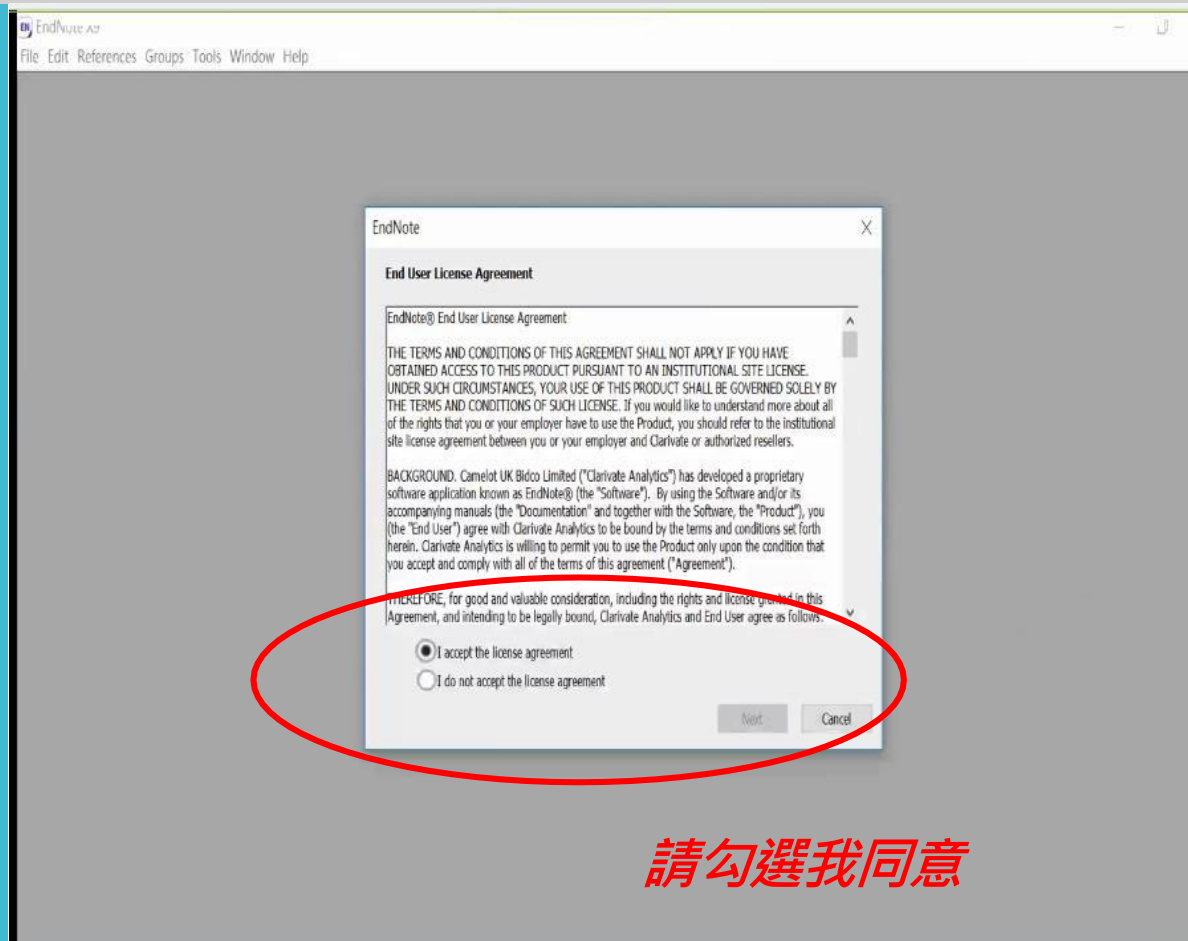 EndNote X9
File Edit References Groups Tools Window Help
EndNote
End User License Agreement
EndNote® End User License Agreement
THE TERMS AND CONDITIONS OF THIS AGREEMENT SHALL NOT APPLY IF YOU HAVE
OBTAINED ACCESS TO THIS PRODUCT PURSUANT TO AN INSTITUTIONAL SITE LICENSE.
UNDER SUCH CIRCUMSTANCES, YOUR USE OF THIS PRODUCT SHALL BE GOVERNED SOLELY BY
THE TERMS AND CONDITIONS OF SUCH LICENSE. If you would like to understand more about all
of the rights that you or your employer have to use the Product, you should refer to the institutional
site license agreement between you or your employer and Clarivate or authorized resellers.
BACKGROUND. Camelot UK Bidco Limited ("Clarivate Analytics") has developed a proprietary
software application known as EndNote® (the "Software"). By using the Software and/or its
accompanying manuals (the "Documentation" and together with the Software, the "Product"), you
(the "End User") agree with Clarivate Analytics to be bound by the terms and conditions set forth
herein. Clarivate Analytics is willing to permit you to use the Product only upon the condition that
you accept and comply with all of the terms of this agreement ("Agreement").
THEREFORE, for good and valuable consideration, including the rights and license granted in this
Agreement, and intending to be legally bound, Clarivate Analytics and End User agree as follows:
I accept the license agreement
I do not accept the license agreement
Next Cancel
請勾選我同意